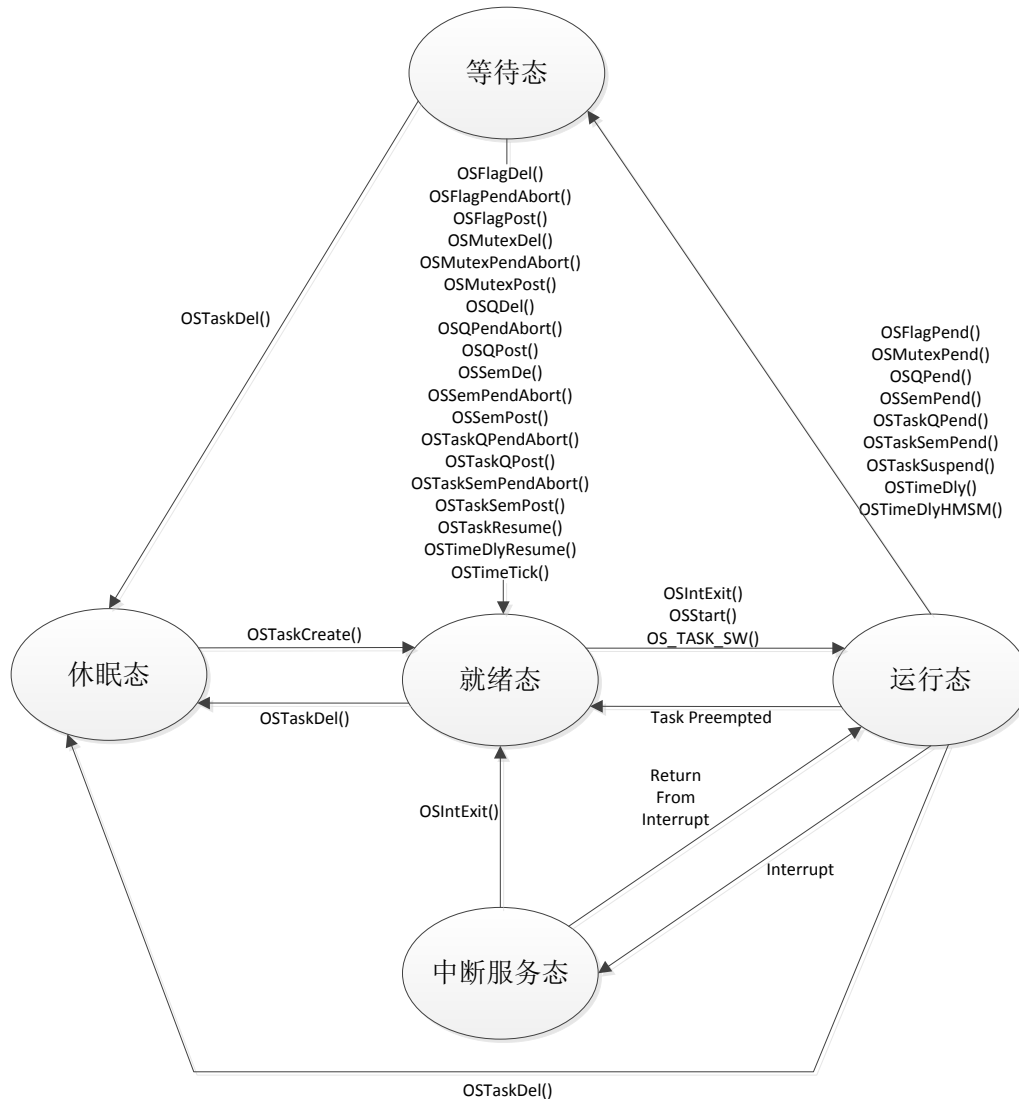 等待态
OSFlagDel()
OSFlagPendAbort()
OSFlagPost()
OSMutexDel()
OSMutexPendAbort()
OSMutexPost()
OSQDel()
OSQPendAbort()
OSQPost()
OSSemDe()
OSSemPendAbort()
OSSemPost()
OSTaskQPendAbort()
OSTaskQPost()
OSTaskSemPendAbort()
OSTaskSemPost()
OSTaskResume()
OSTimeDlyResume()
OSTimeTick()
OSTaskDel()
OSFlagPend()
OSMutexPend()
OSQPend()
OSSemPend()
OSTaskQPend()
OSTaskSemPend()
OSTaskSuspend()
OSTimeDly()
OSTimeDlyHMSM()
休眠态
OSTaskCreate()
OSTaskDel()
就绪态
OSIntExit()
OSStart()
OS_TASK_SW()
Task Preempted
运行态
OSIntExit()
Return
From
Interrupt
Interrupt
中断服务态
OSTaskDel()